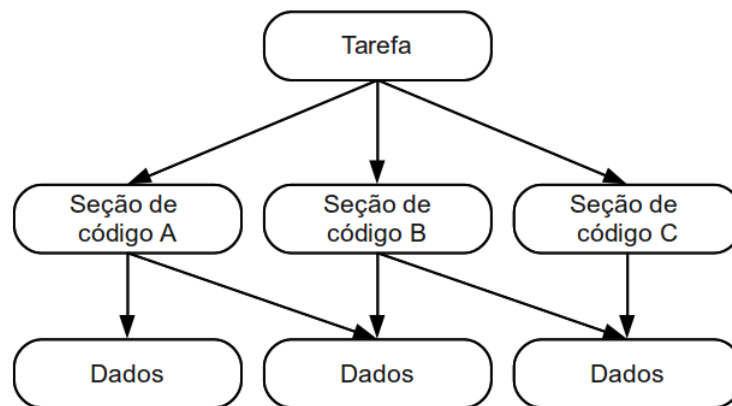 Tarefa
Seção de
código A
Seção de
código B
Seção de
código C
Dados
Dados
Dados